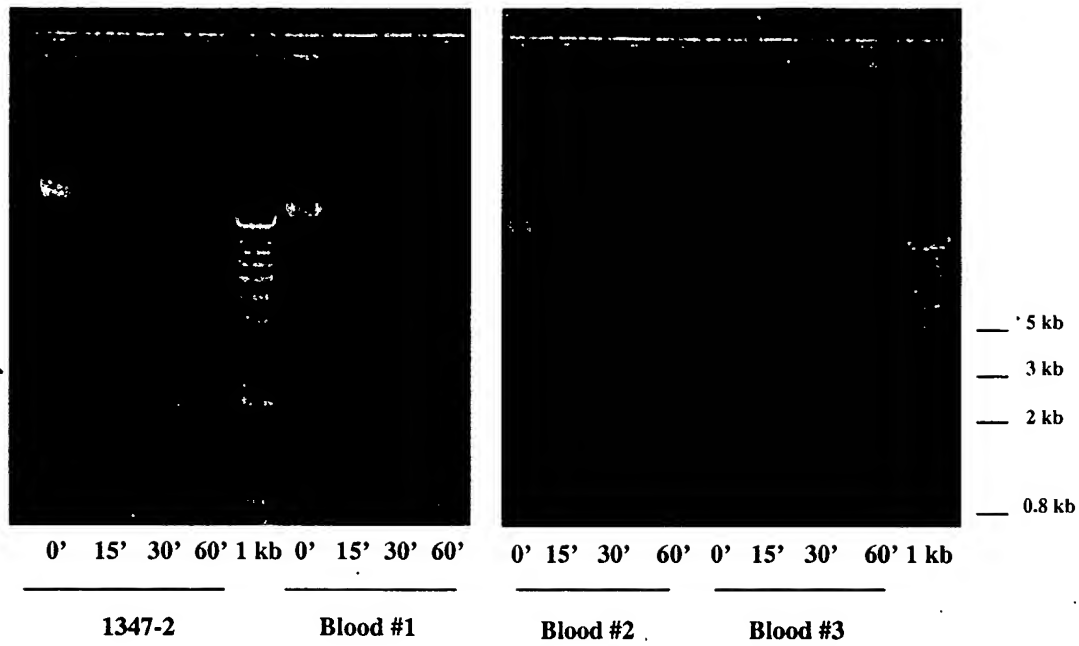 5 kb
3 kb
2 kb
0.8 kb
0’ 15’ 30’ 60’ 1 kb 0’ 15’ 30’ 60’
0’ 15’ 30’ 60’ 0’ 15’ 30’ 60’ 1 kb
1347-2 Blood #1 Blood #2 Blood #3